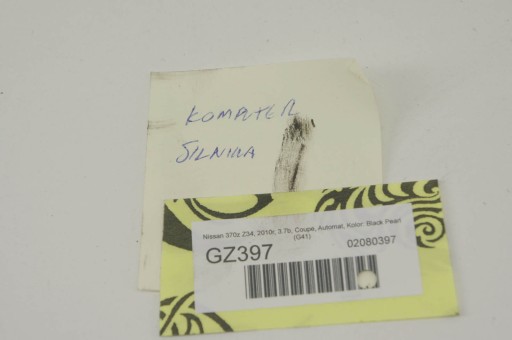 KOMPUTER
SILNIKA
Nissan 370z Z34, 2010r, 3.7b, Coupe, Automat, Kolor: Black Pearl
(G41)
GZ397
02080397